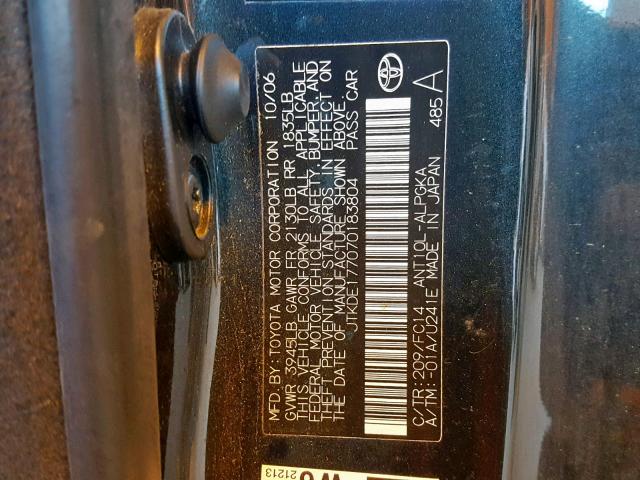 MFD. BY: TOYOTA MOTOR CORPORATION 10/06
GVWR 3945LB GAWR FR 2130LB RR 1835LB
THIS VEHICLE CONFORMS TO ALL APPLICABLE
FEDERAL MOTOR VEHICLE SAFETY, BUMPER, AND
THEFT PREVENTION STANDARDS IN EFFECT ON
THE DATE OF MANUFACTURE SHOWN ABOVE.
JTKDE177070183804 PASS CAR
C/TR: 209/FC14 ANT10L-ALPGKA
A/TM: -01A/U241E MADE IN JAPAN 485 A
21213